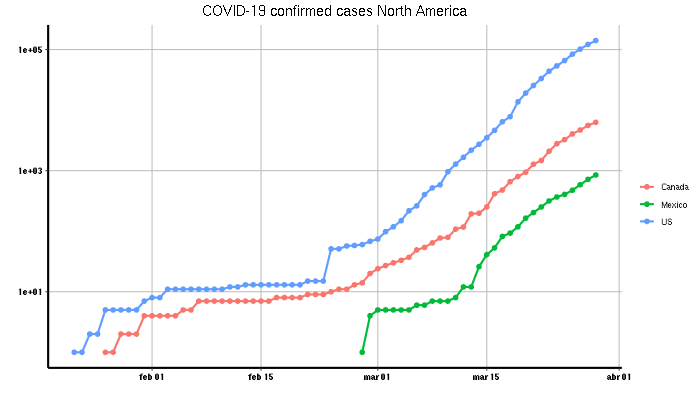 COVID-19 confirmed cases North America
1e+05
1e+03
1e+01
feb 01
feb 15
mar 01
mar 15
abr 01
Canada
Mexico
US